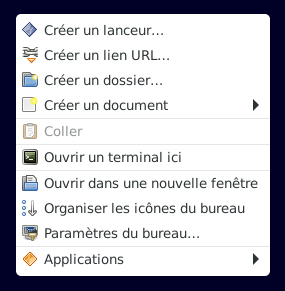 Créer un lanceur...
Créer un lien URL...
Créer un dossier...
Créer un document
Coller
Ouvrir un terminal ici
Ouvrir dans une nouvelle fenêtre
Organiser les icônes du bureau
Paramètres du bureau...
Applications